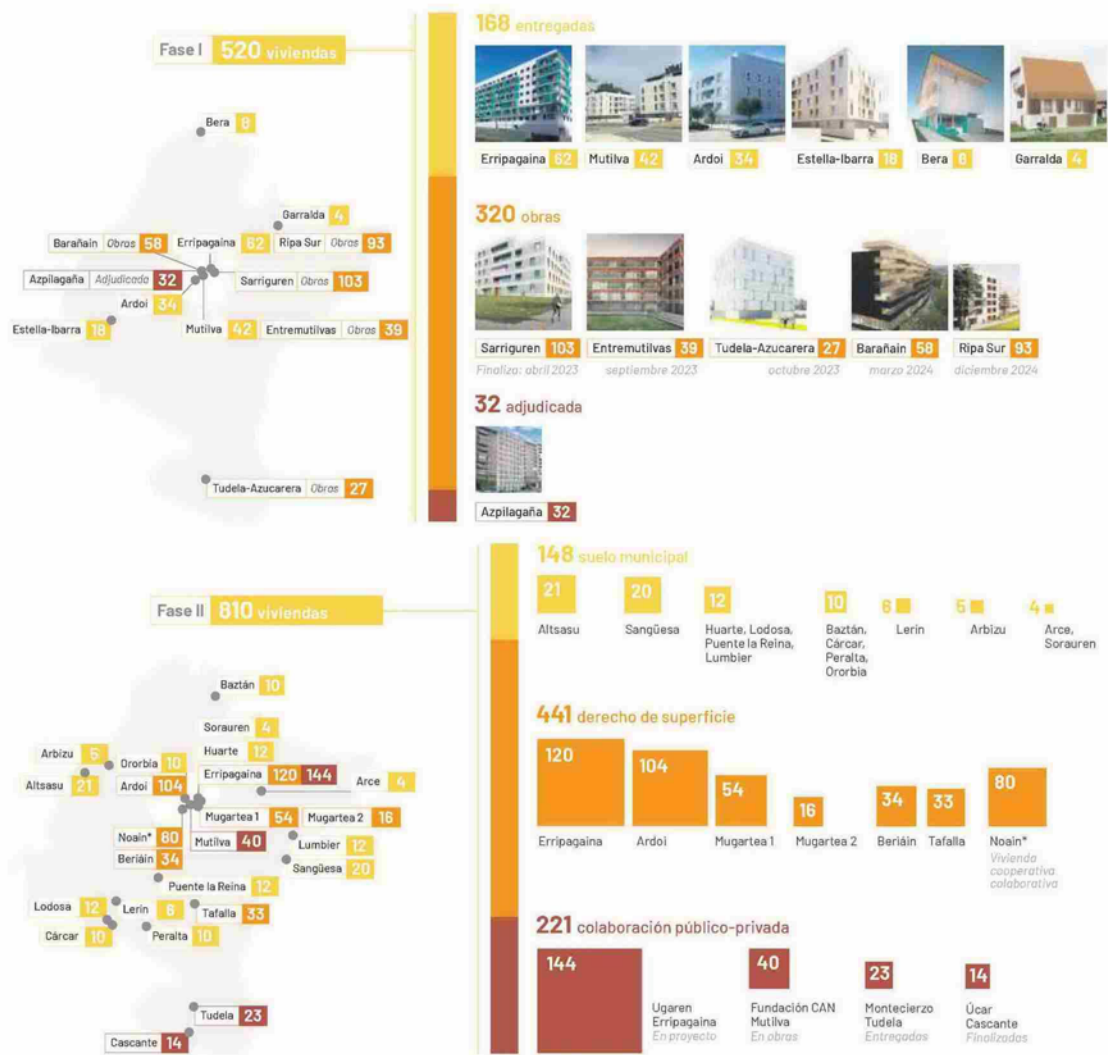 Fase I 520 viviendas
Bera 8
Garralda 4
Barañain Obras 58
Erripagaina 62
Ripa Sur Obras 93
Azpilagaña Adjudicada 32
Sarriguren Obras 103
Ardoi 34
Estella-Ibarra 18
Mutilva 42
Entremutilvas Obras 39
Tudela-Azucarera Obras 27
168 entregadas
Erripagaina 62
Mutilva 42
Ardoi 34
Estella-Ibarra 18
Bera 8
Garralda 4
320 obras
Sarriguren 103
Finaliza: abril 2023
Entremutilvas 39
septiembre 2023
Tudela-Azucarera 27
octubre 2023
Barañain 58
marzo 2024
Ripa Sur 93
diciembre 2024
32 adjudicada
Azpilagaña 32
Fase II 810 viviendas
Baztán 10
Sorauren 4
Arbizu 5
Huarte 12
Ororbia 10
Erripagaina 120 144
Arce 4
Altsasu 21
Ardoi 104
Mugartea 1 54
Mugartea 2 16
Noain* 80
Mutilva 40
Lumbier 12
Beriáin 34
Sangüesa 20
Puente la Reina 12
Lodosa 12
Lerin 6
Tafalla 33
Cárcar 10
Peralta 10
Tudela 23
Cascante 14
148 suelo municipal
21
Altsasu
20
Sangüesa
12
Huarte, Lodosa,
Puente la Reina,
Lumbier
10
Baztán,
Cárcar,
Peralta,
Ororbia
6
Lerin
5
Arbizu
4
Arce,
Sorauren
441 derecho de superficie
120
Erripagaina
104
Ardoi
54
Mugartea 1
16
Mugartea 2
34
Beriáin
33
Tafalla
80
Noain*
Vivienda
cooperativa
colaborativa
221 colaboración público-privada
144
Ugaren
Erripagaina
En proyecto
40
Fundación CAN
Mutilva
En obras
23
Montecierzo
Tudela
Entregadas
14
Úcar
Cascante
Finalizadas